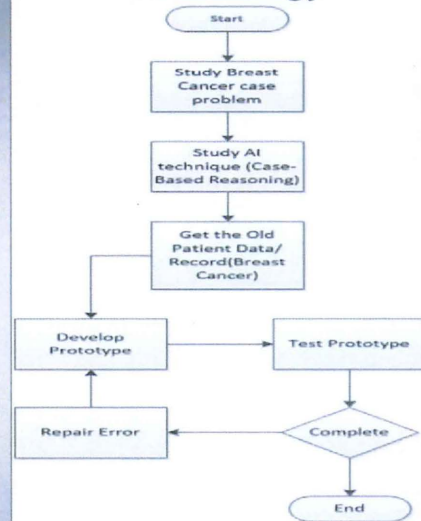 Start
Study Breast
Cancer case
problem
Study AI
technique (Case-
Based Reasoning)
Get the Old
Patient Data/
Record(Breast
Cancer)
Develop
Prototype
Test Prototype
Repair Error
Complete
End